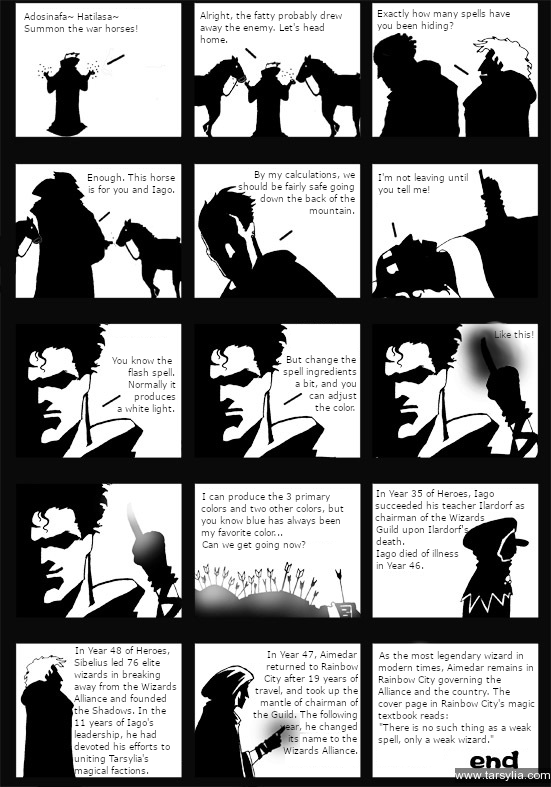 Adosinafa~ Hatilasa~
Summon the war horses!
Alright, the fatty probably drew
away the enemy. Let's head
home.
Exactly how many spells have
you been hiding?
Enough. This horse
is for you and Iago.
By my calculations, we
should be fairly safe going
down the back of the
mountain.
I'm not leaving until
you tell me!
You know the
flash spell.
Normally it
produces
a white light.
But change the
spell ingredients
a bit, and you
can adjust
the color.
Like this!
I can produce the 3 primary
colors and two other colors, but
you know blue has always been
my favorite color...
Can we get going now?
In Year 35 of Heroes, Iago
succeeded his teacher Ilardorf as
chairman of the Wizards
Guild upon Ilardorf's
death.
Iago died of illness
in Year 46.
In Year 48 of Heroes,
Sibelius led 76 elite
wizards in breaking
away from the Wizards
Alliance and founded
the Shadows. In the
11 years of Iago's
leadership, he had
devoted his efforts to
uniting Tarsylia's
magical factions.
In Year 47, Aimedar
returned to Rainbow
City after 19 years of
travel, and took up the
mantle of chairman of
the Guild. The following
year, he changed
its name to the
Wizards Alliance.
As the most legendary wizard in
modern times, Aimedar remains in
Rainbow City governing the
Alliance and the country. The
cover page in Rainbow City's magic
textbook reads:
"There is no such thing as a weak
spell, only a weak wizard."
end
www.tarsylia.com